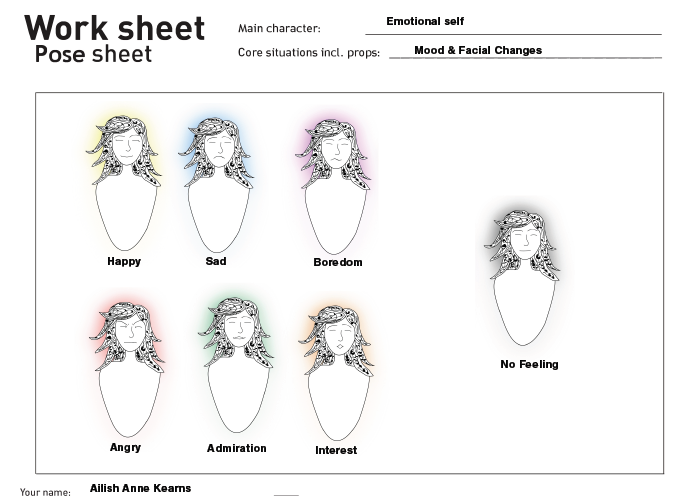 Work sheet
Pose sheet
Main character: Emotional self
Core situations incl. props: Mood & Facial Changes
Happy Sad Boredom
No Feeling
Angry Admiration Interest
Your name: Ailish Anne Kearns